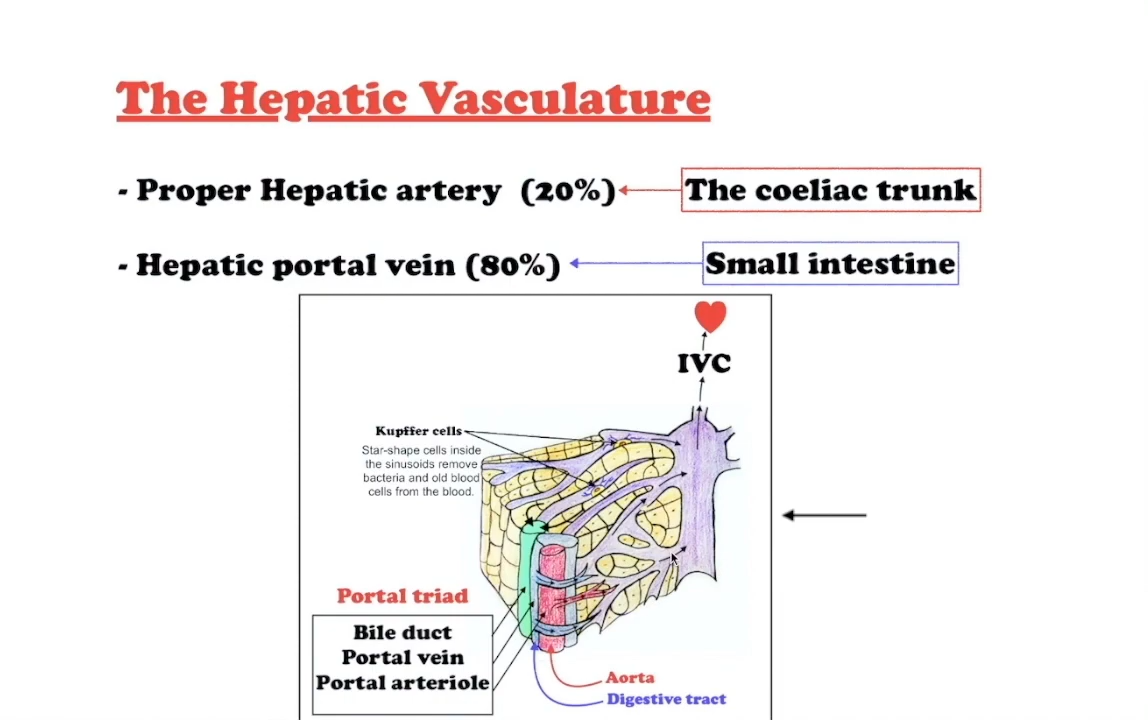 The Hepatic Vasculature
- Proper Hepatic artery (20%)
The coeliac trunk
- Hepatic portal vein (80%)
Small intestine
IVC
Kupffer cells
Star-shape cells inside
the sinusoids remove
bacteria and old blood
cells from the blood.
Portal triad
Bile duct
Portal vein
Portal arteriole
Aorta
Digestive tract